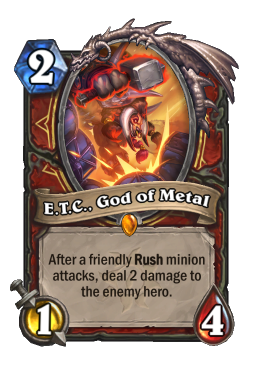 2
E.T.C., God of Metal
After a friendly Rush minion
attacks, deal 2 damage to
the enemy hero.
1 4